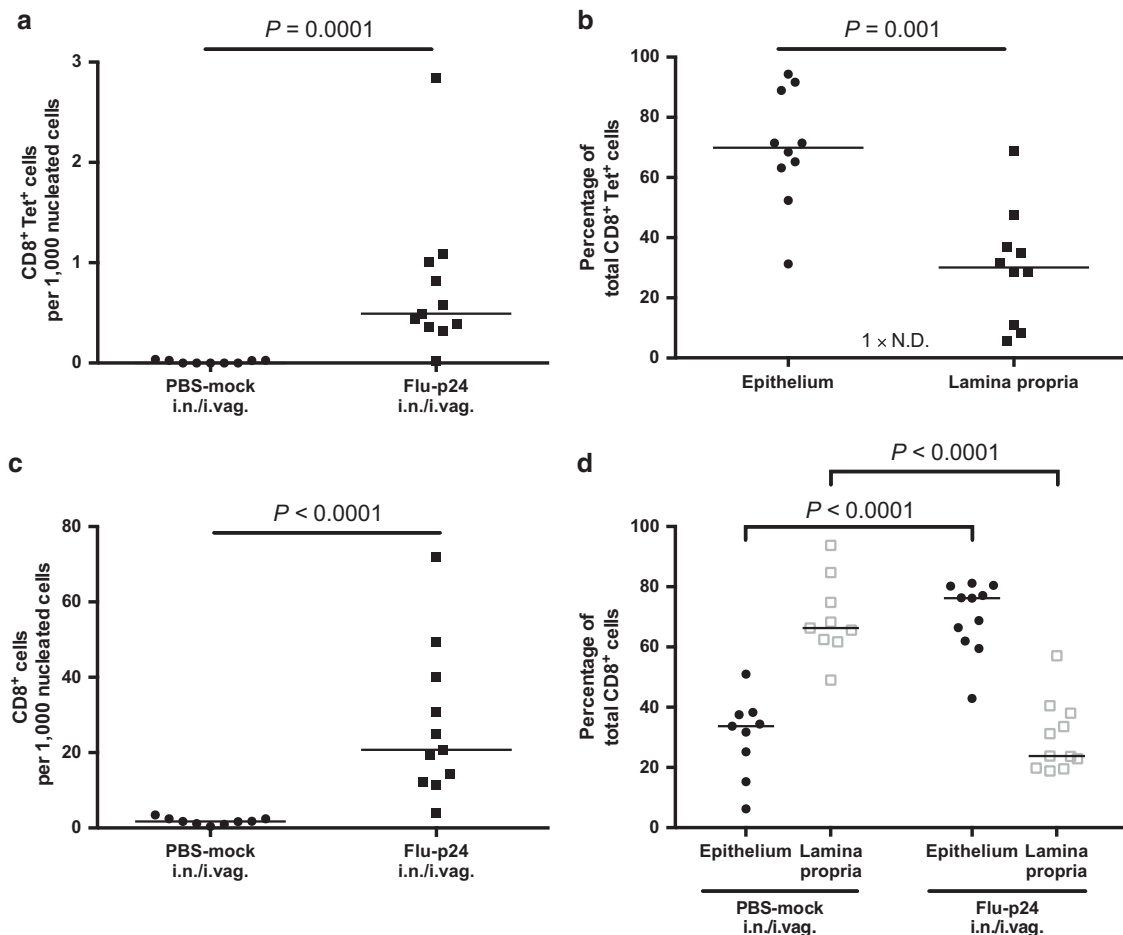 a
P = 0.0001
CD8+ Tet+ cells
per 1,000 nucleated cells
3
2
1
0
PBS-mock
i.n./i.vag.
Flu-p24
i.n./i.vag.
b
P = 0.001
Percentage of
total CD8+ Tet+ cells
100
80
60
40
20
0
1 × N.D.
Epithelium
Lamina propria
c
P < 0.0001
CD8+ cells
per 1,000 nucleated cells
80
60
40
20
0
PBS-mock
i.n./i.vag.
Flu-p24
i.n./i.vag.
d
P < 0.0001
P < 0.0001
Percentage of
total CD8+ cells
100
80
60
40
20
0
Epithelium
Lamina
propria
Epithelium
Lamina
propria
PBS-mock
i.n./i.vag.
Flu-p24
i.n./i.vag.